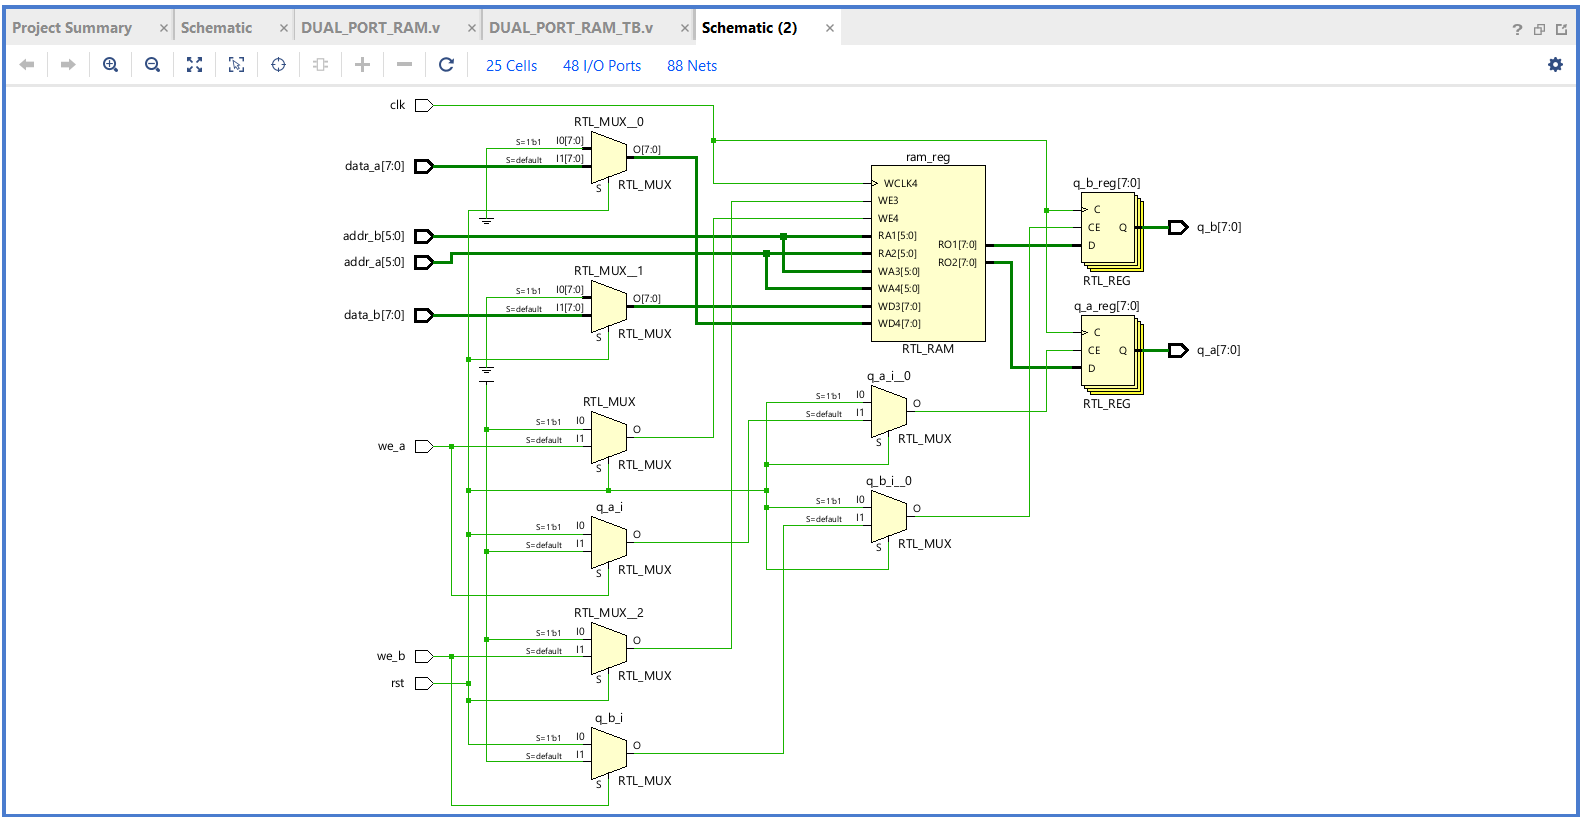 Project Summary × Schematic × DUAL_PORT_RAM.v × DUAL_PORT_RAM_TB.v × Schematic (2) ×
25 Cells 48 I/O Ports 88 Nets
clk
data_a[7:0]
addr_b[5:0]
addr_a[5:0]
data_b[7:0]
we_a
we_b
rst
RTL_MUX__0
S=1'b1 I0[7:0]
S=default I1[7:0]
O[7:0]
S
RTL_MUX
RTL_MUX__1
S=1'b1 I0[7:0]
S=default I1[7:0]
O[7:0]
S
RTL_MUX
RTL_MUX
S=1'b1 I0
S=default I1
O
S
RTL_MUX
q_a_i
S=1'b1 I0
S=default I1
O
S
RTL_MUX
RTL_MUX__2
S=1'b1 I0
S=default I1
O
S
RTL_MUX
q_b_i
S=1'b1 I0
S=default I1
O
S
RTL_MUX
ram_reg
WCLK4
WE3
WE4
RA1[5:0]
RA2[5:0]
WA3[5:0]
WA4[5:0]
WD3[7:0]
WD4[7:0]
RO1[7:0]
RO2[7:0]
RTL_RAM
q_a_i__0
S=1'b1 I0
S=default I1
O
S
RTL_MUX
q_b_i__0
S=1'b1 I0
S=default I1
O
S
RTL_MUX
q_b_reg[7:0]
C
CE Q
D
RTL_REG
q_b[7:0]
q_a_reg[7:0]
C
CE Q
D
RTL_REG
q_a[7:0]